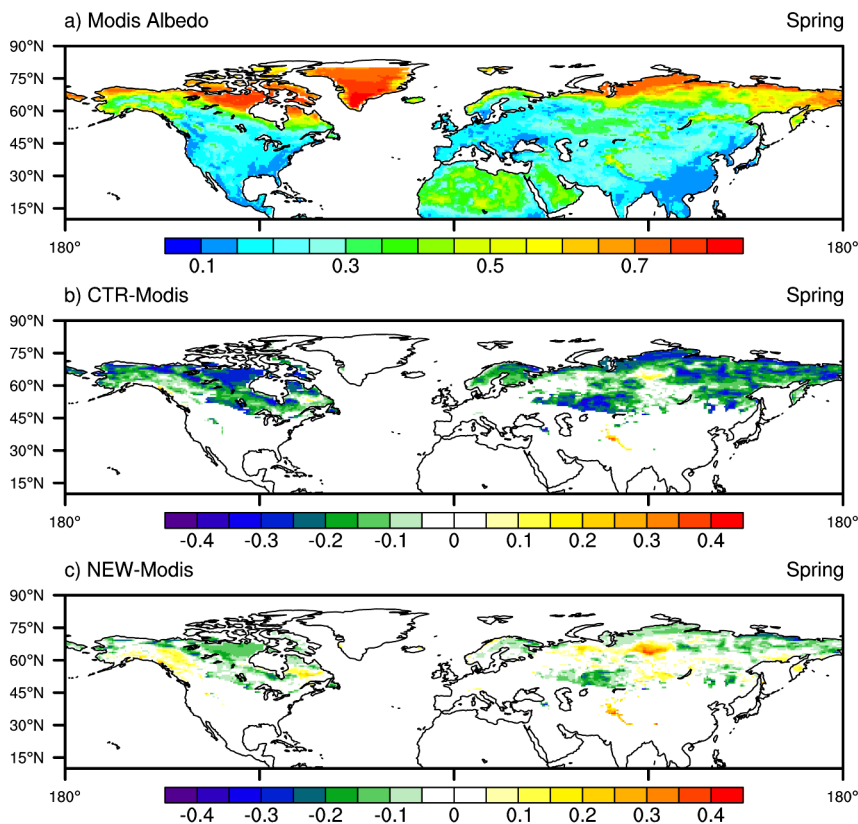 a) Modis Albedo Spring
90°N
75°N
60°N
45°N
30°N
15°N
180° 180°
0.1 0.3 0.5 0.7
b) CTR-Modis Spring
90°N
75°N
60°N
45°N
30°N
15°N
180° 180°
-0.4 -0.3 -0.2 -0.1 0 0.1 0.2 0.3 0.4
c) NEW-Modis Spring
90°N
75°N
60°N
45°N
30°N
15°N
180° 180°
-0.4 -0.3 -0.2 -0.1 0 0.1 0.2 0.3 0.4